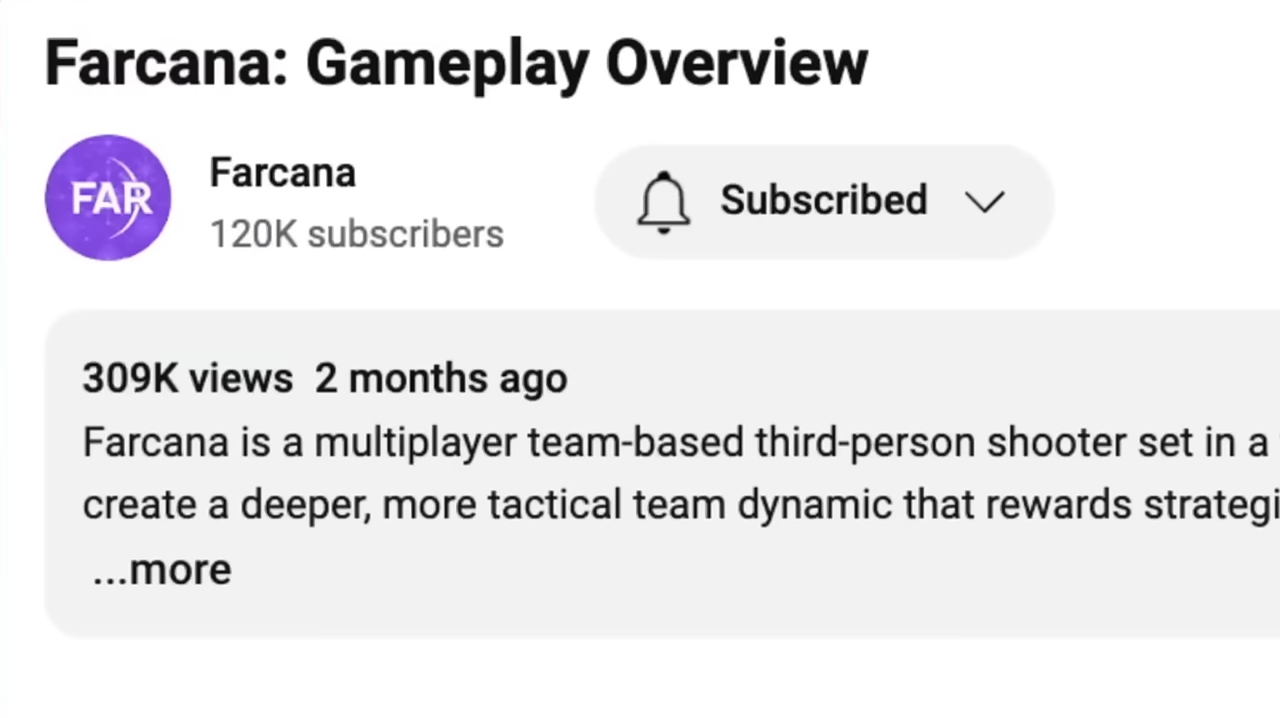 Farcana: Gameplay Overview
FAR
Farcana
120K subscribers
Subscribed
309K views 2 months ago
Farcana is a multiplayer team-based third-person shooter set in a
create a deeper, more tactical team dynamic that rewards strategi
...more